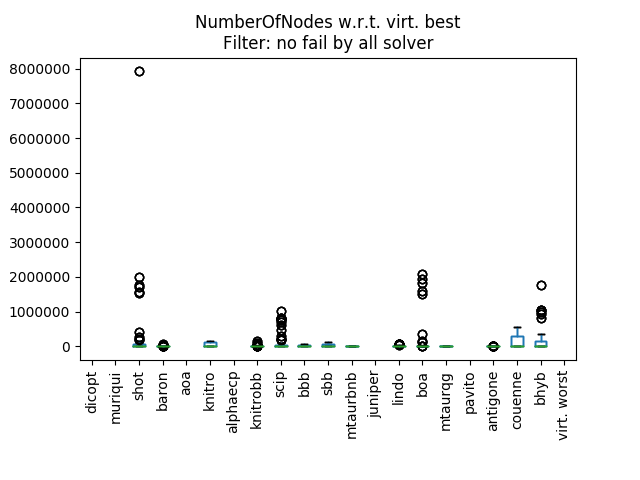 NumberOfNodes w.r.t. virt. best
Filter: no fail by all solver
8000000
7000000
6000000
5000000
4000000
3000000
2000000
1000000
0
dicopt
muriqui
shot
baron
aoa
knitro
alphaecp
knitrobb
scip
bbb
sbb
mtaurbnb
juniper
lindo
boa
mtaurqg
pavito
antigone
couenne
bhyb
virt. worst